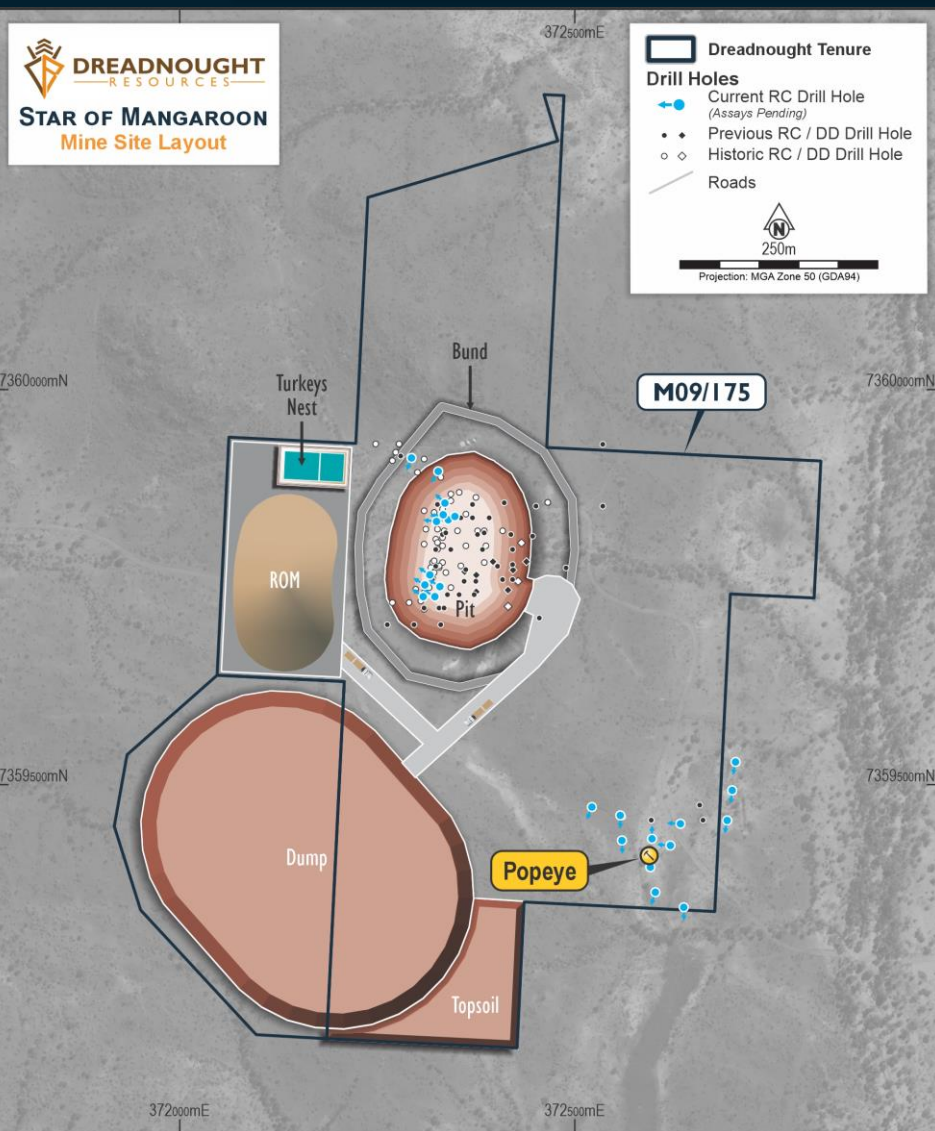 DREADNOUGHT
RESOURCES
STAR OF MANGAROON
Mine Site Layout
372500mE
Dreadnought Tenure
Drill Holes
Current RC Drill Hole
(Assays Pending)
Previous RC / DD Drill Hole
Historic RC / DD Drill Hole
Roads
N
250m
Projection: MGA Zone 50 (GDA94)
Bund
7360000mN
Turkeys
Nest
M09/175
7360000mN
ROM
Pit
7359500mN
7359500mN
Dump
Popeye
Topsoil
372000mE
372500mE